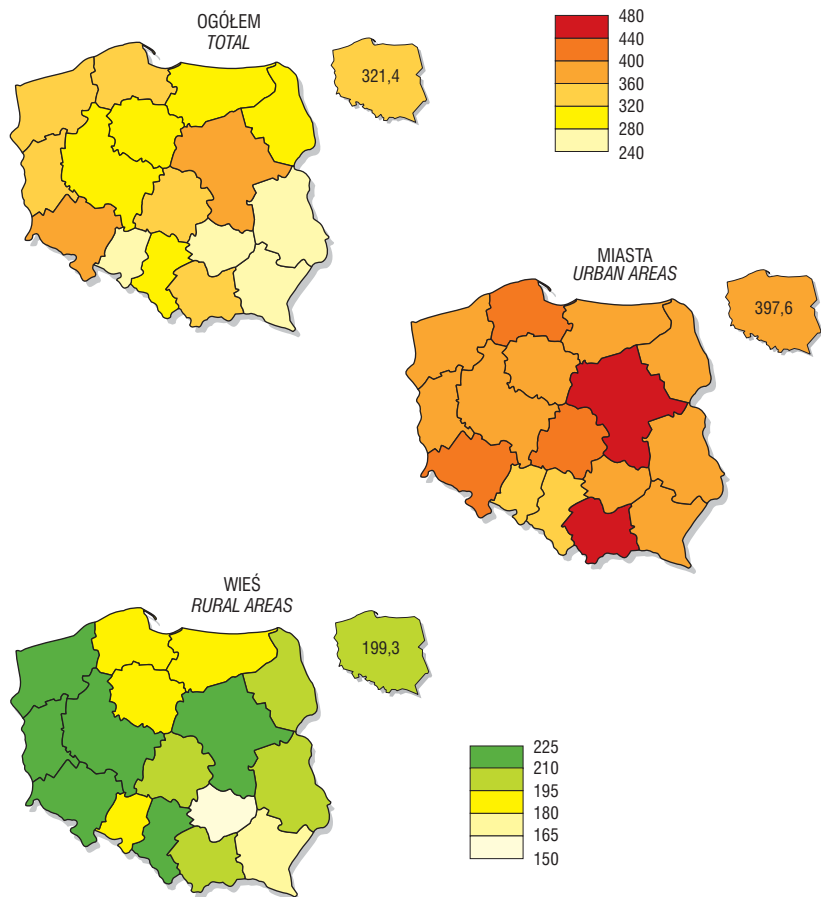 OGÓŁEM
TOTAL
321,4
480
440
400
360
320
280
240
MIASTA
URBAN AREAS
397,6
WIEŚ
RURAL AREAS
199,3
225
210
195
180
165
150